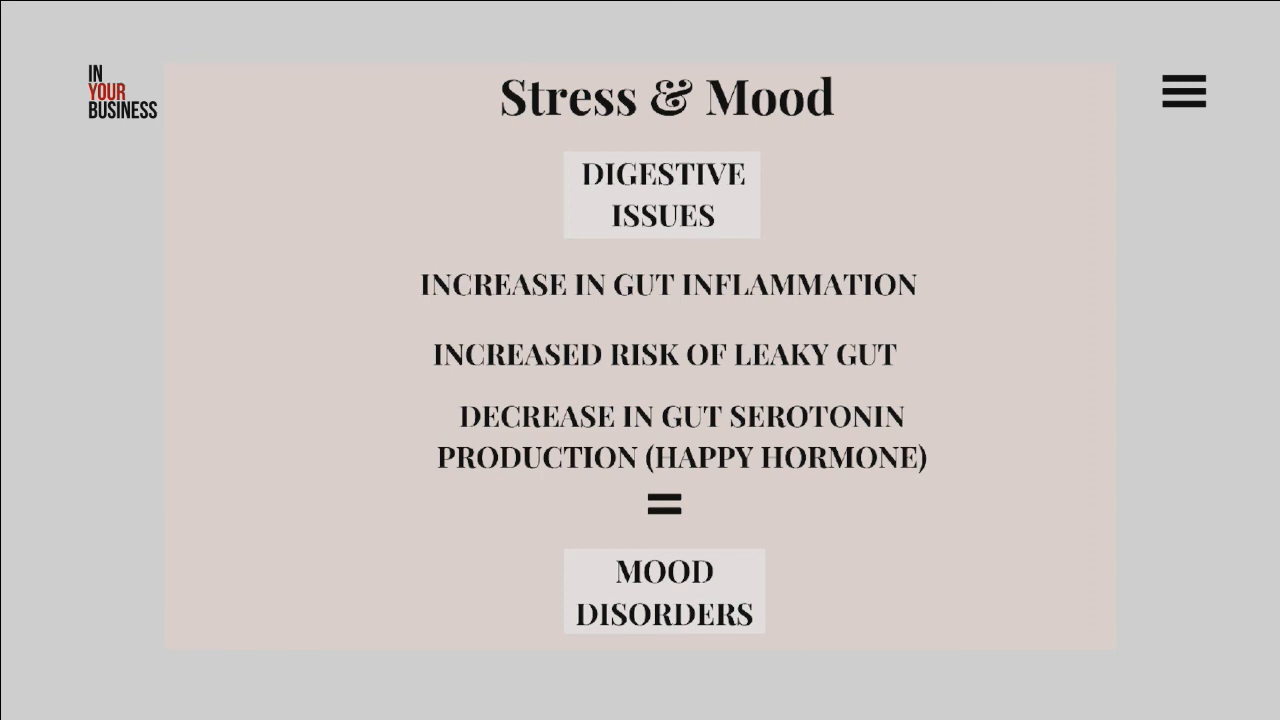 IN
YOUR
BUSINESS
Stress & Mood
DIGESTIVE
ISSUES
INCREASE IN GUT INFLAMMATION
INCREASED RISK OF LEAKY GUT
DECREASE IN GUT SEROTONIN
PRODUCTION (HAPPY HORMONE)
=
MOOD
DISORDERS